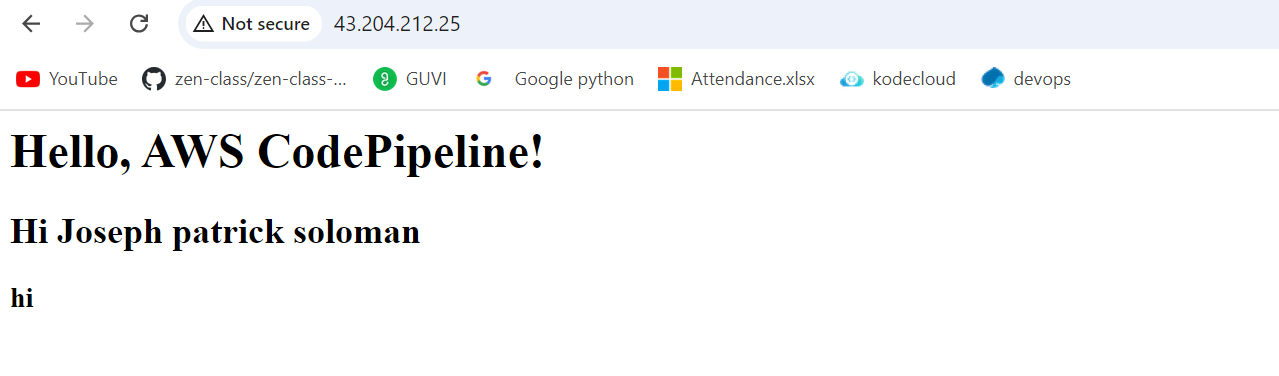 Not secure 43.204.212.25
YouTube zen-class/zen-class-... GUVI Google python Attendance.xlsx kodecloud devops
Hello, AWS CodePipeline!
Hi Joseph patrick soloman
hi